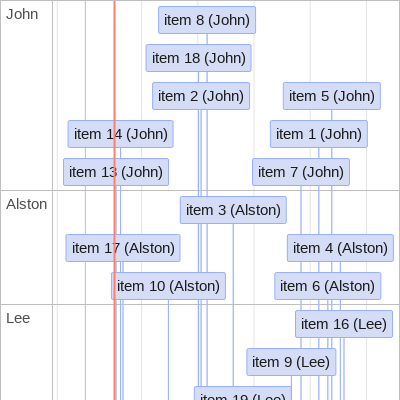 John
item 8 (John)
item 18 (John)
item 2 (John)
item 5 (John)
item 14 (John)
item 1 (John)
item 13 (John)
item 7 (John)
Alston
item 3 (Alston)
item 17 (Alston)
item 4 (Alston)
item 10 (Alston)
item 6 (Alston)
Lee
item 16 (Lee)
item 9 (Lee)
item 19 (Lee)